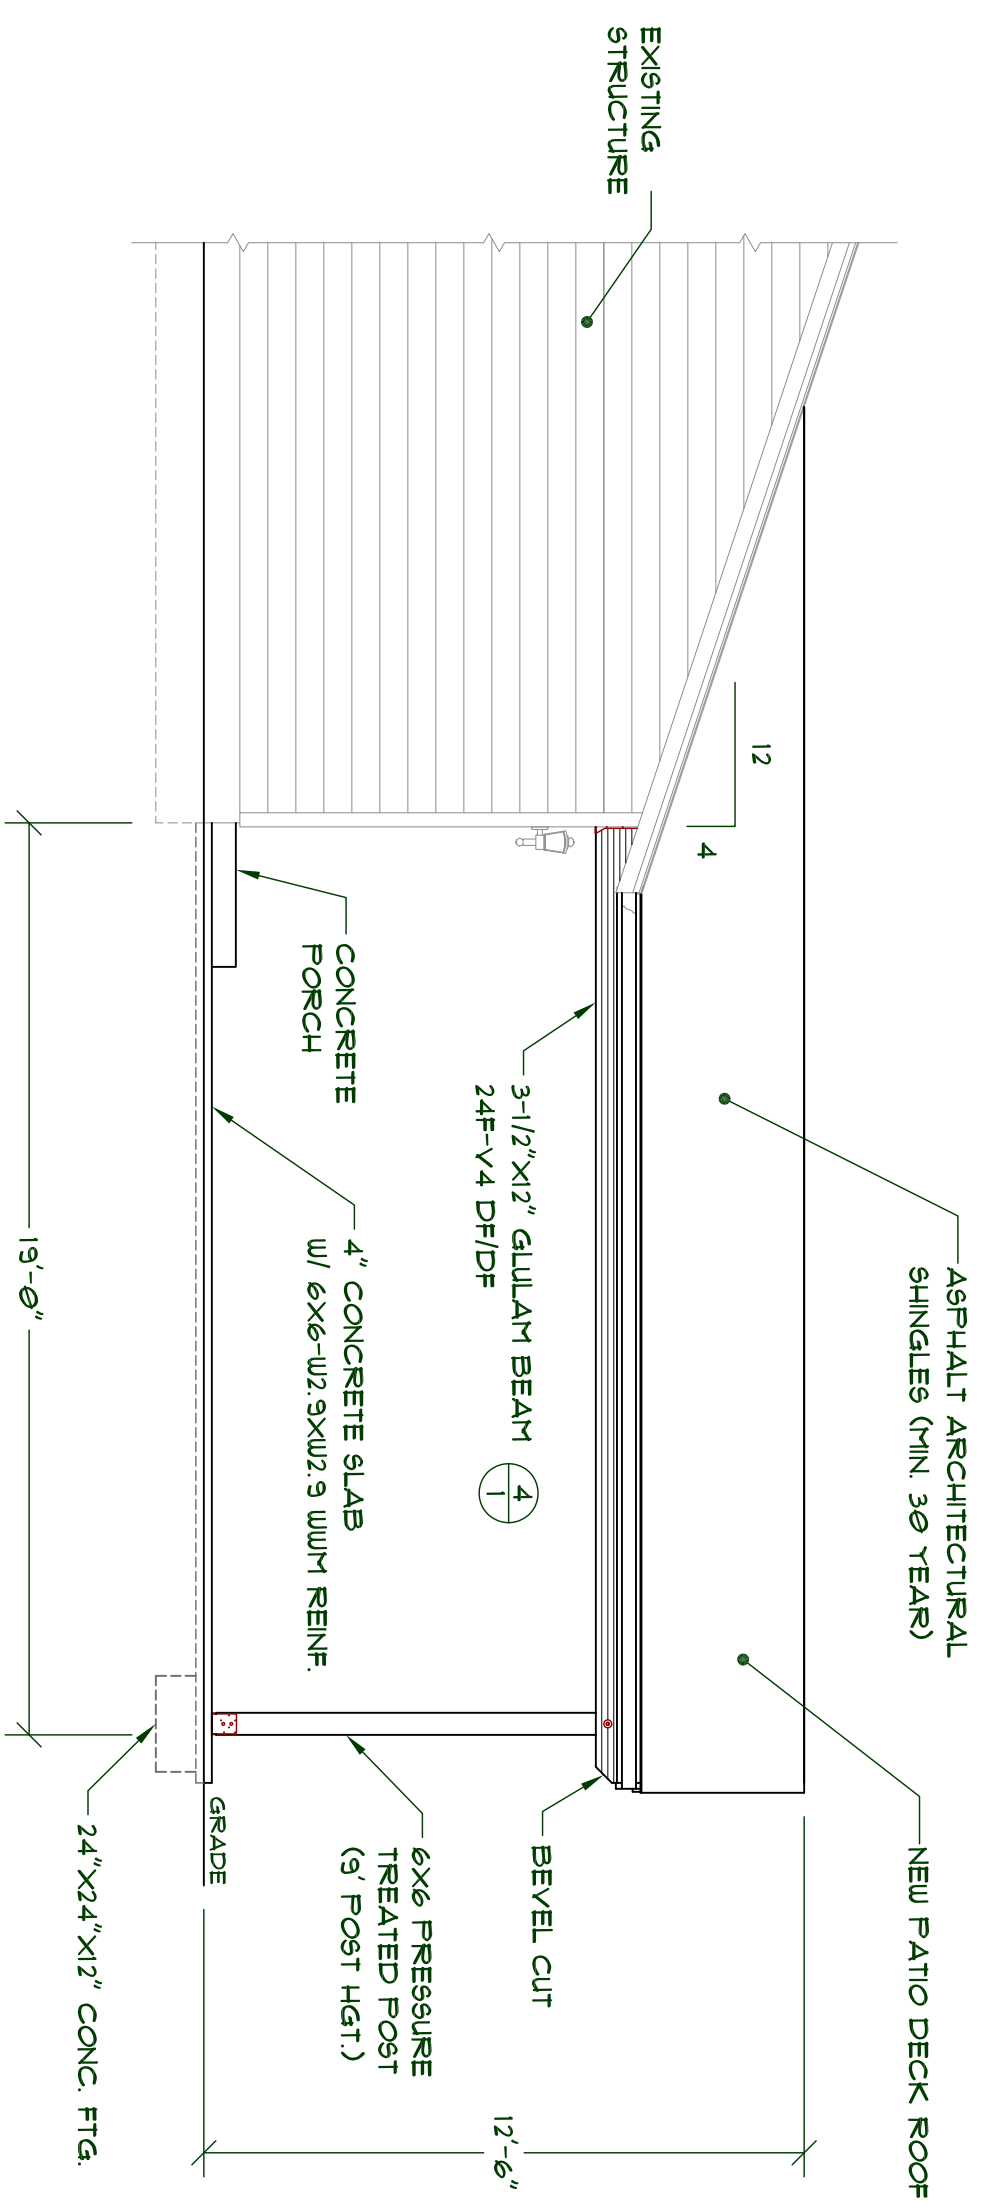 EXISTING
STRUCTURE
12
4
ASPHALT ARCHITECTURAL
SHINGLES (MIN. 30 YEAR)
NEW PATIO DECK ROOF
3-1/2"X12" GLULAM BEAM
24F-V4 DF/DF
4
1
BEVEL CUT
12'-6"
CONCRETE
PORCH
4" CONCRETE SLAB
W/ 6X6-W2.9XW2.9 WWM REINF.
6X6 PRESSURE
TREATED POST
(9' POST HGT.)
GRADE
24"X24"X12" CONC. FTG.
19'-0"